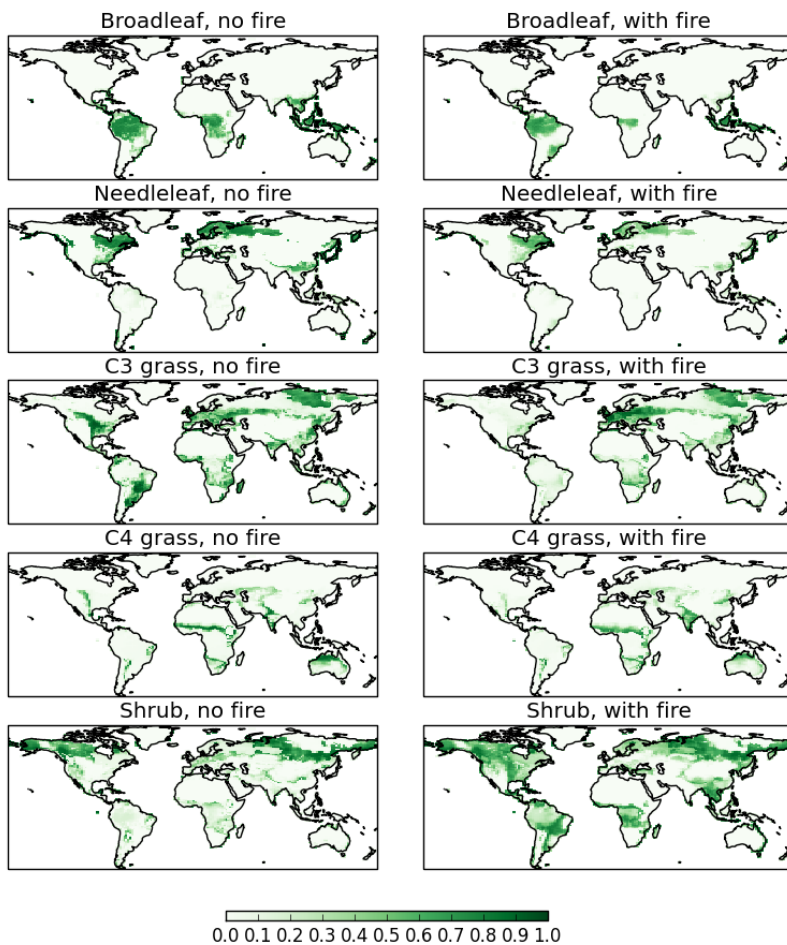 Broadleaf, no fire
Broadleaf, with fire
Needleleaf, no fire
Needleleaf, with fire
C3 grass, no fire
C3 grass, with fire
C4 grass, no fire
C4 grass, with fire
Shrub, no fire
Shrub, with fire
0.0 0.1 0.2 0.3 0.4 0.5 0.6 0.7 0.8 0.9 1.0